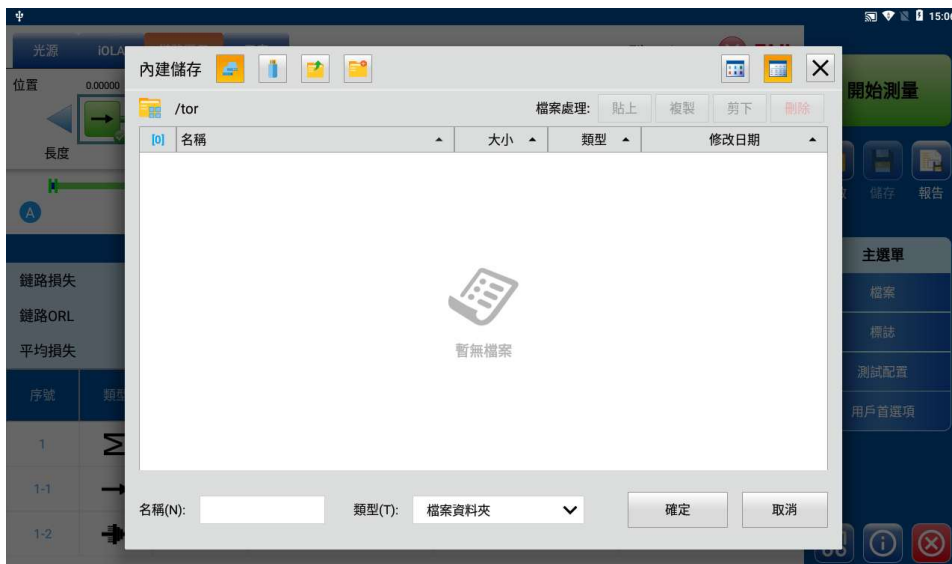 15:06
光源 iOLA
內建儲存
位置 0.00000
/tor 檔案處理: 貼上 複製 剪下 刪除
開始測量
[0] 名稱 大小 類型 修改日期
長度
A
儲存 報告
主選單
鏈路損失
檔案
鏈路ORL
標誌
暫無檔案
平均損失
測試配置
序號 類型
用戶首選項
1
1-1
名稱(N): 類型(T): 檔案資料夾 確定 取消
1-2